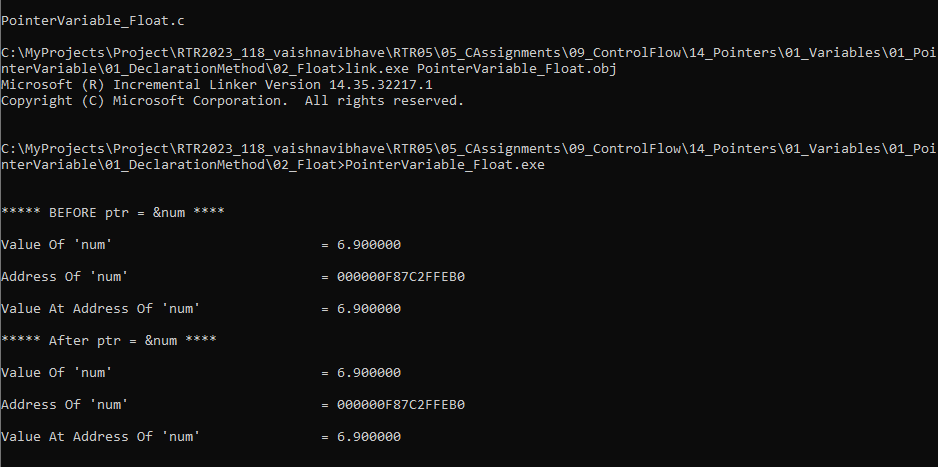 PointerVariable_Float.c
C:\MyProjects\Project\RTR2023_118_vaishnavibhave\RTR05\05_CAssignments\09_ControlFlow\14_Pointers\01_Variables\01_Poi
nterVariable\01_DeclarationMethod\02_Float>link.exe PointerVariable_Float.obj
Microsoft (R) Incremental Linker Version 14.35.32217.1
Copyright (C) Microsoft Corporation.  All rights reserved.
C:\MyProjects\Project\RTR2023_118_vaishnavibhave\RTR05\05_CAssignments\09_ControlFlow\14_Pointers\01_Variables\01_Poi
nterVariable\01_DeclarationMethod\02_Float>PointerVariable_Float.exe
***** BEFORE ptr = &num ****
Value Of 'num'                          = 6.900000
Address Of 'num'                        = 000000F87C2FFEB0
Value At Address Of 'num'               = 6.900000
***** After ptr = &num ****
Value Of 'num'                          = 6.900000
Address Of 'num'                        = 000000F87C2FFEB0
Value At Address Of 'num'               = 6.900000